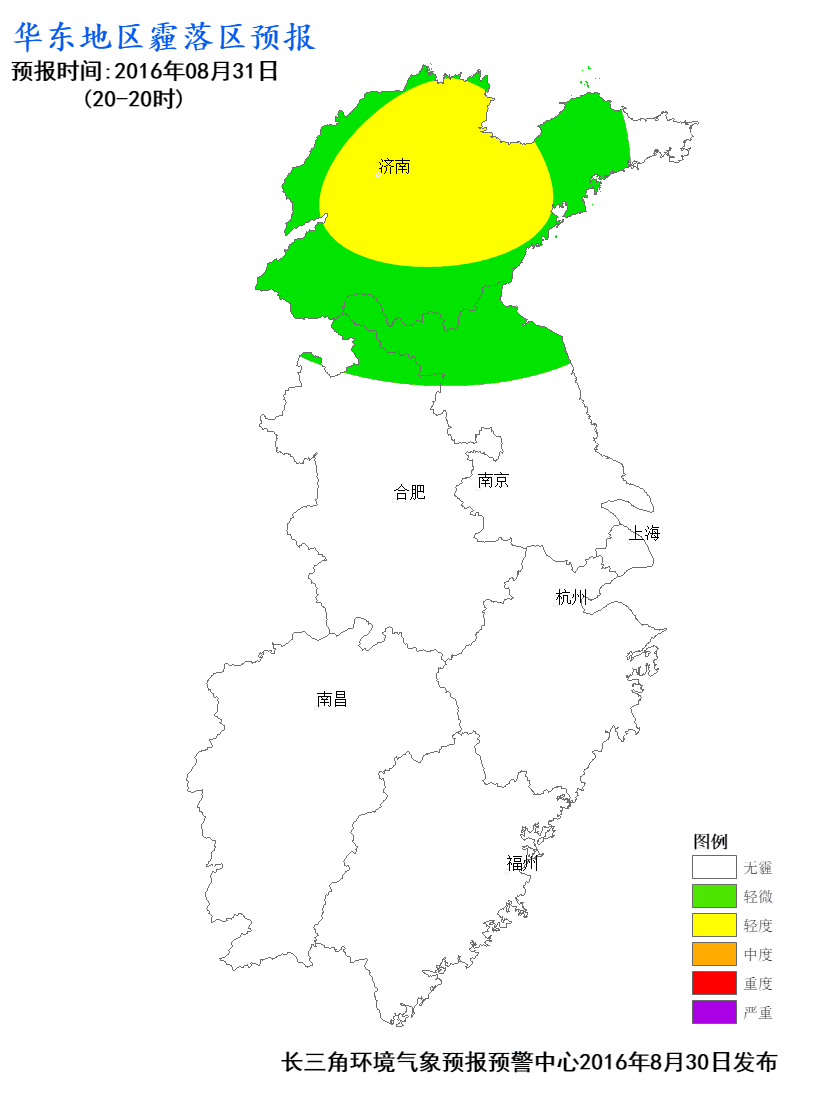 华东地区霾落区预报
预报时间:2016年08月31日
(20-20时)
济南
合肥
南京
上海
杭州
南昌
福州
图例
无霾
轻微
轻度
中度
重度
严重
长三角环境气象预报预警中心2016年8月30日发布